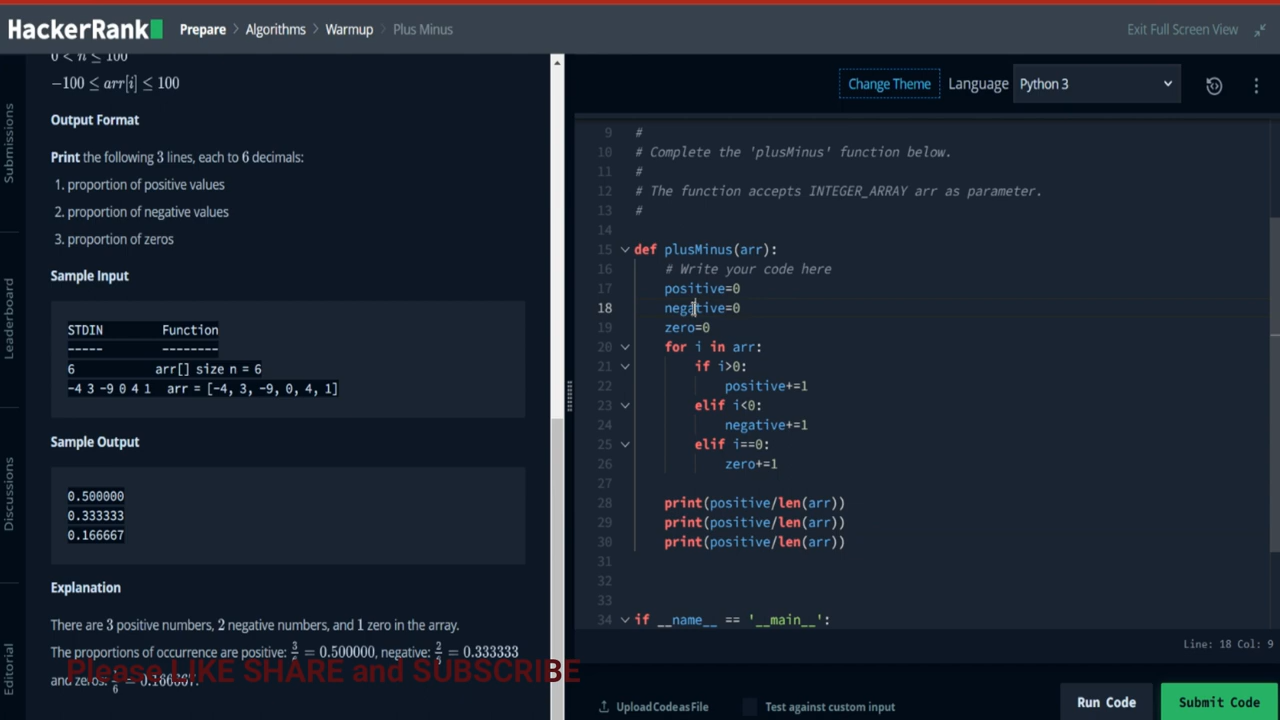 HackerRank Prepare > Algorithms > Warmup > Plus Minus Exit Full Screen View
Submissions
Leaderboard
Discussions
Editorial
0 < n ≤ 100
−100 ≤ arr[i] ≤ 100
Output Format
Print the following 3 lines, each to 6 decimals:
1. proportion of positive values
2. proportion of negative values
3. proportion of zeros
Sample Input
STDIN Function
----- --------
6 arr[] size n = 6
-4 3 -9 0 4 1 arr = [-4, 3, -9, 0, 4, 1]
Sample Output
0.500000
0.333333
0.166667
Explanation
There are 3 positive numbers, 2 negative numbers, and 1 zero in the array.
The proportions of occurrence are positive: 3/6 = 0.500000, negative: 2/6 = 0.333333
and zeros: 1/6 = 0.166667.
Please LIKE SHARE and SUBSCRIBE
Change Theme Language Python 3
9 #
10 # Complete the 'plusMinus' function below.
11 #
12 # The function accepts INTEGER_ARRAY arr as parameter.
13 #
14
15 def plusMinus(arr):
16 # Write your code here
17 positive=0
18 negative=0
19 zero=0
20 for i in arr:
21 if i>0:
22 positive+=1
23 elif i<0:
24 negative+=1
25 elif i==0:
26 zero+=1
27
28 print(positive/len(arr))
29 print(positive/len(arr))
30 print(positive/len(arr))
31
32
33
34 if __name__ == '__main__':
Line: 18 Col: 9
Upload Code as File Test against custom input Run Code Submit Code